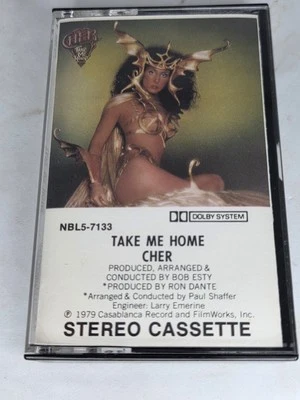 CHER
DOLBY SYSTEM
NBL5-7133
TAKE ME HOME
CHER
PRODUCED, ARRANGED &
CONDUCTED BY BOB ESTY
*PRODUCED BY RON DANTE
*Arranged & Conducted by Paul Shaffer
Engineer: Larry Emerine
Ⓟ 1979 Casablanca Record and FilmWorks, Inc.
STEREO CASSETTE